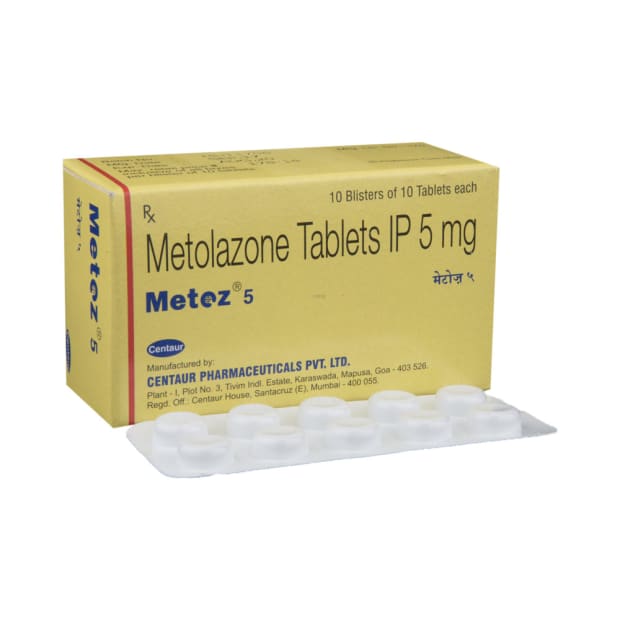 10 Blisters of 10 Tablets each
Rx
Metolazone Tablets IP 5 mg
Metoz® 5
मेटोज़ ५
Centaur
Manufactured by:
CENTAUR PHARMACEUTICALS PVT. LTD.
Plant - I, Plot No. 3, Tivim Indl. Estate, Karaswada, Mapusa, Goa - 403 526.
Regd. Off : Centaur House, Santacruz (E), Mumbai - 400 055.
Metoz® 5
मेटोज़ ५